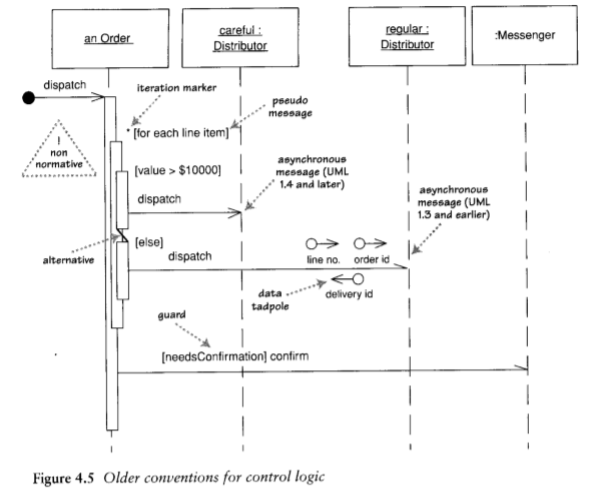 an Order
careful :
Distributor
regular :
Distributor
:Messenger
dispatch
iteration marker
pseudo
message
* [for each line item]
!
non
normative
[value > $10000]
asynchronous
message (UML
1.4 and later)
dispatch
asynchronous
message (UML
1.3 and earlier)
[else]
alternative
dispatch
line no.
order id
data
tadpole
delivery id
guard
[needsConfirmation] confirm
Figure 4.5 Older conventions for control logic